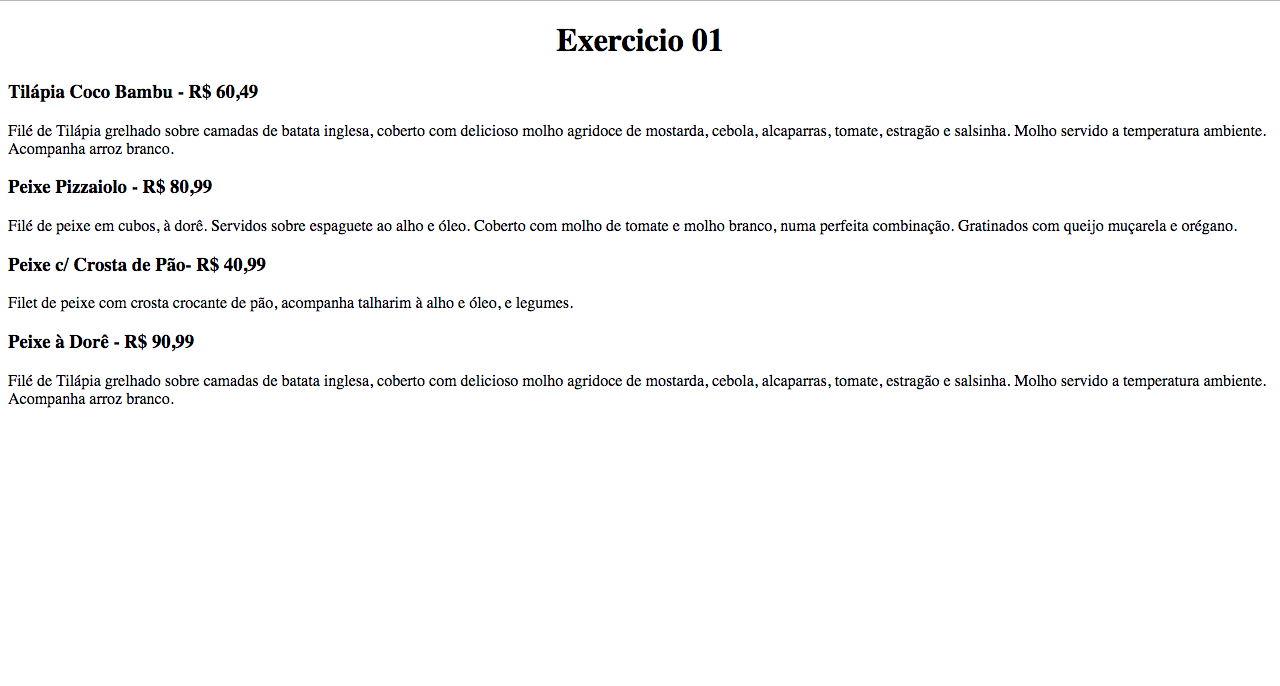 Exercicio 01
Tilápia Coco Bambu - R$ 60,49
Filé de Tilápia grelhado sobre camadas de batata inglesa, coberto com delicioso molho agridoce de mostarda, cebola, alcaparras, tomate, estragão e salsinha. Molho servido a temperatura ambiente.
Acompanha arroz branco.
Peixe Pizzaiolo - R$ 80,99
Filé de peixe em cubos, à dorê. Servidos sobre espaguete ao alho e óleo. Coberto com molho de tomate e molho branco, numa perfeita combinação. Gratinados com queijo muçarela e orégano.
Peixe c/ Crosta de Pão- R$ 40,99
Filet de peixe com crosta crocante de pão, acompanha talharim à alho e óleo, e legumes.
Peixe à Dorê - R$ 90,99
Filé de Tilápia grelhado sobre camadas de batata inglesa, coberto com delicioso molho agridoce de mostarda, cebola, alcaparras, tomate, estragão e salsinha. Molho servido a temperatura ambiente.
Acompanha arroz branco.